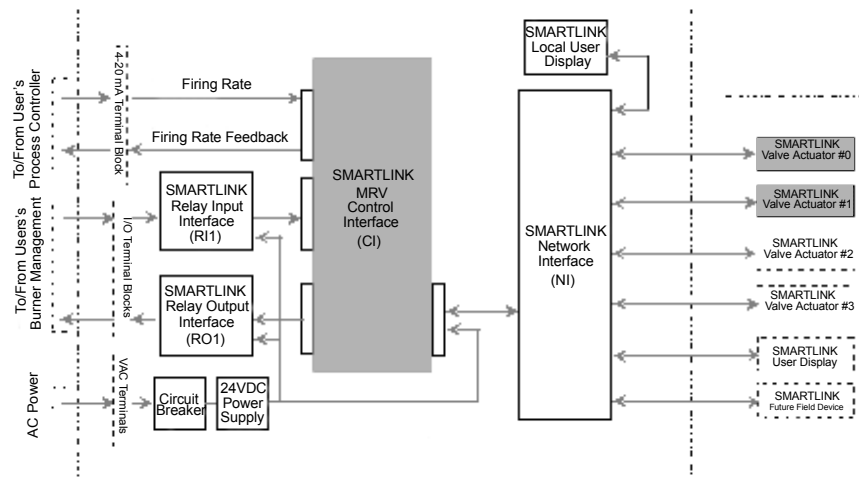 SMARTLINK
Local User
Display
To/From User's
Process Controller
4-20 mA Terminal Block
Firing Rate
Firing Rate Feedback
SMARTLINK
MRV
Control
Interface
(CI)
SMARTLINK
Valve Actuator #0
SMARTLINK
Valve Actuator #1
To/From Users's
Burner Management
I/O Terminal Blocks
SMARTLINK
Relay Input
Interface
(RI1)
SMARTLINK
Network
Interface
(NI)
SMARTLINK
Valve Actuator #2
SMARTLINK
Relay Output
Interface
(RO1)
SMARTLINK
Valve Actuator #3
SMARTLINK
User Display
AC Power
VAC Terminals
Circuit
Breaker
24VDC
Power
Supply
SMARTLINK
Future Field Device